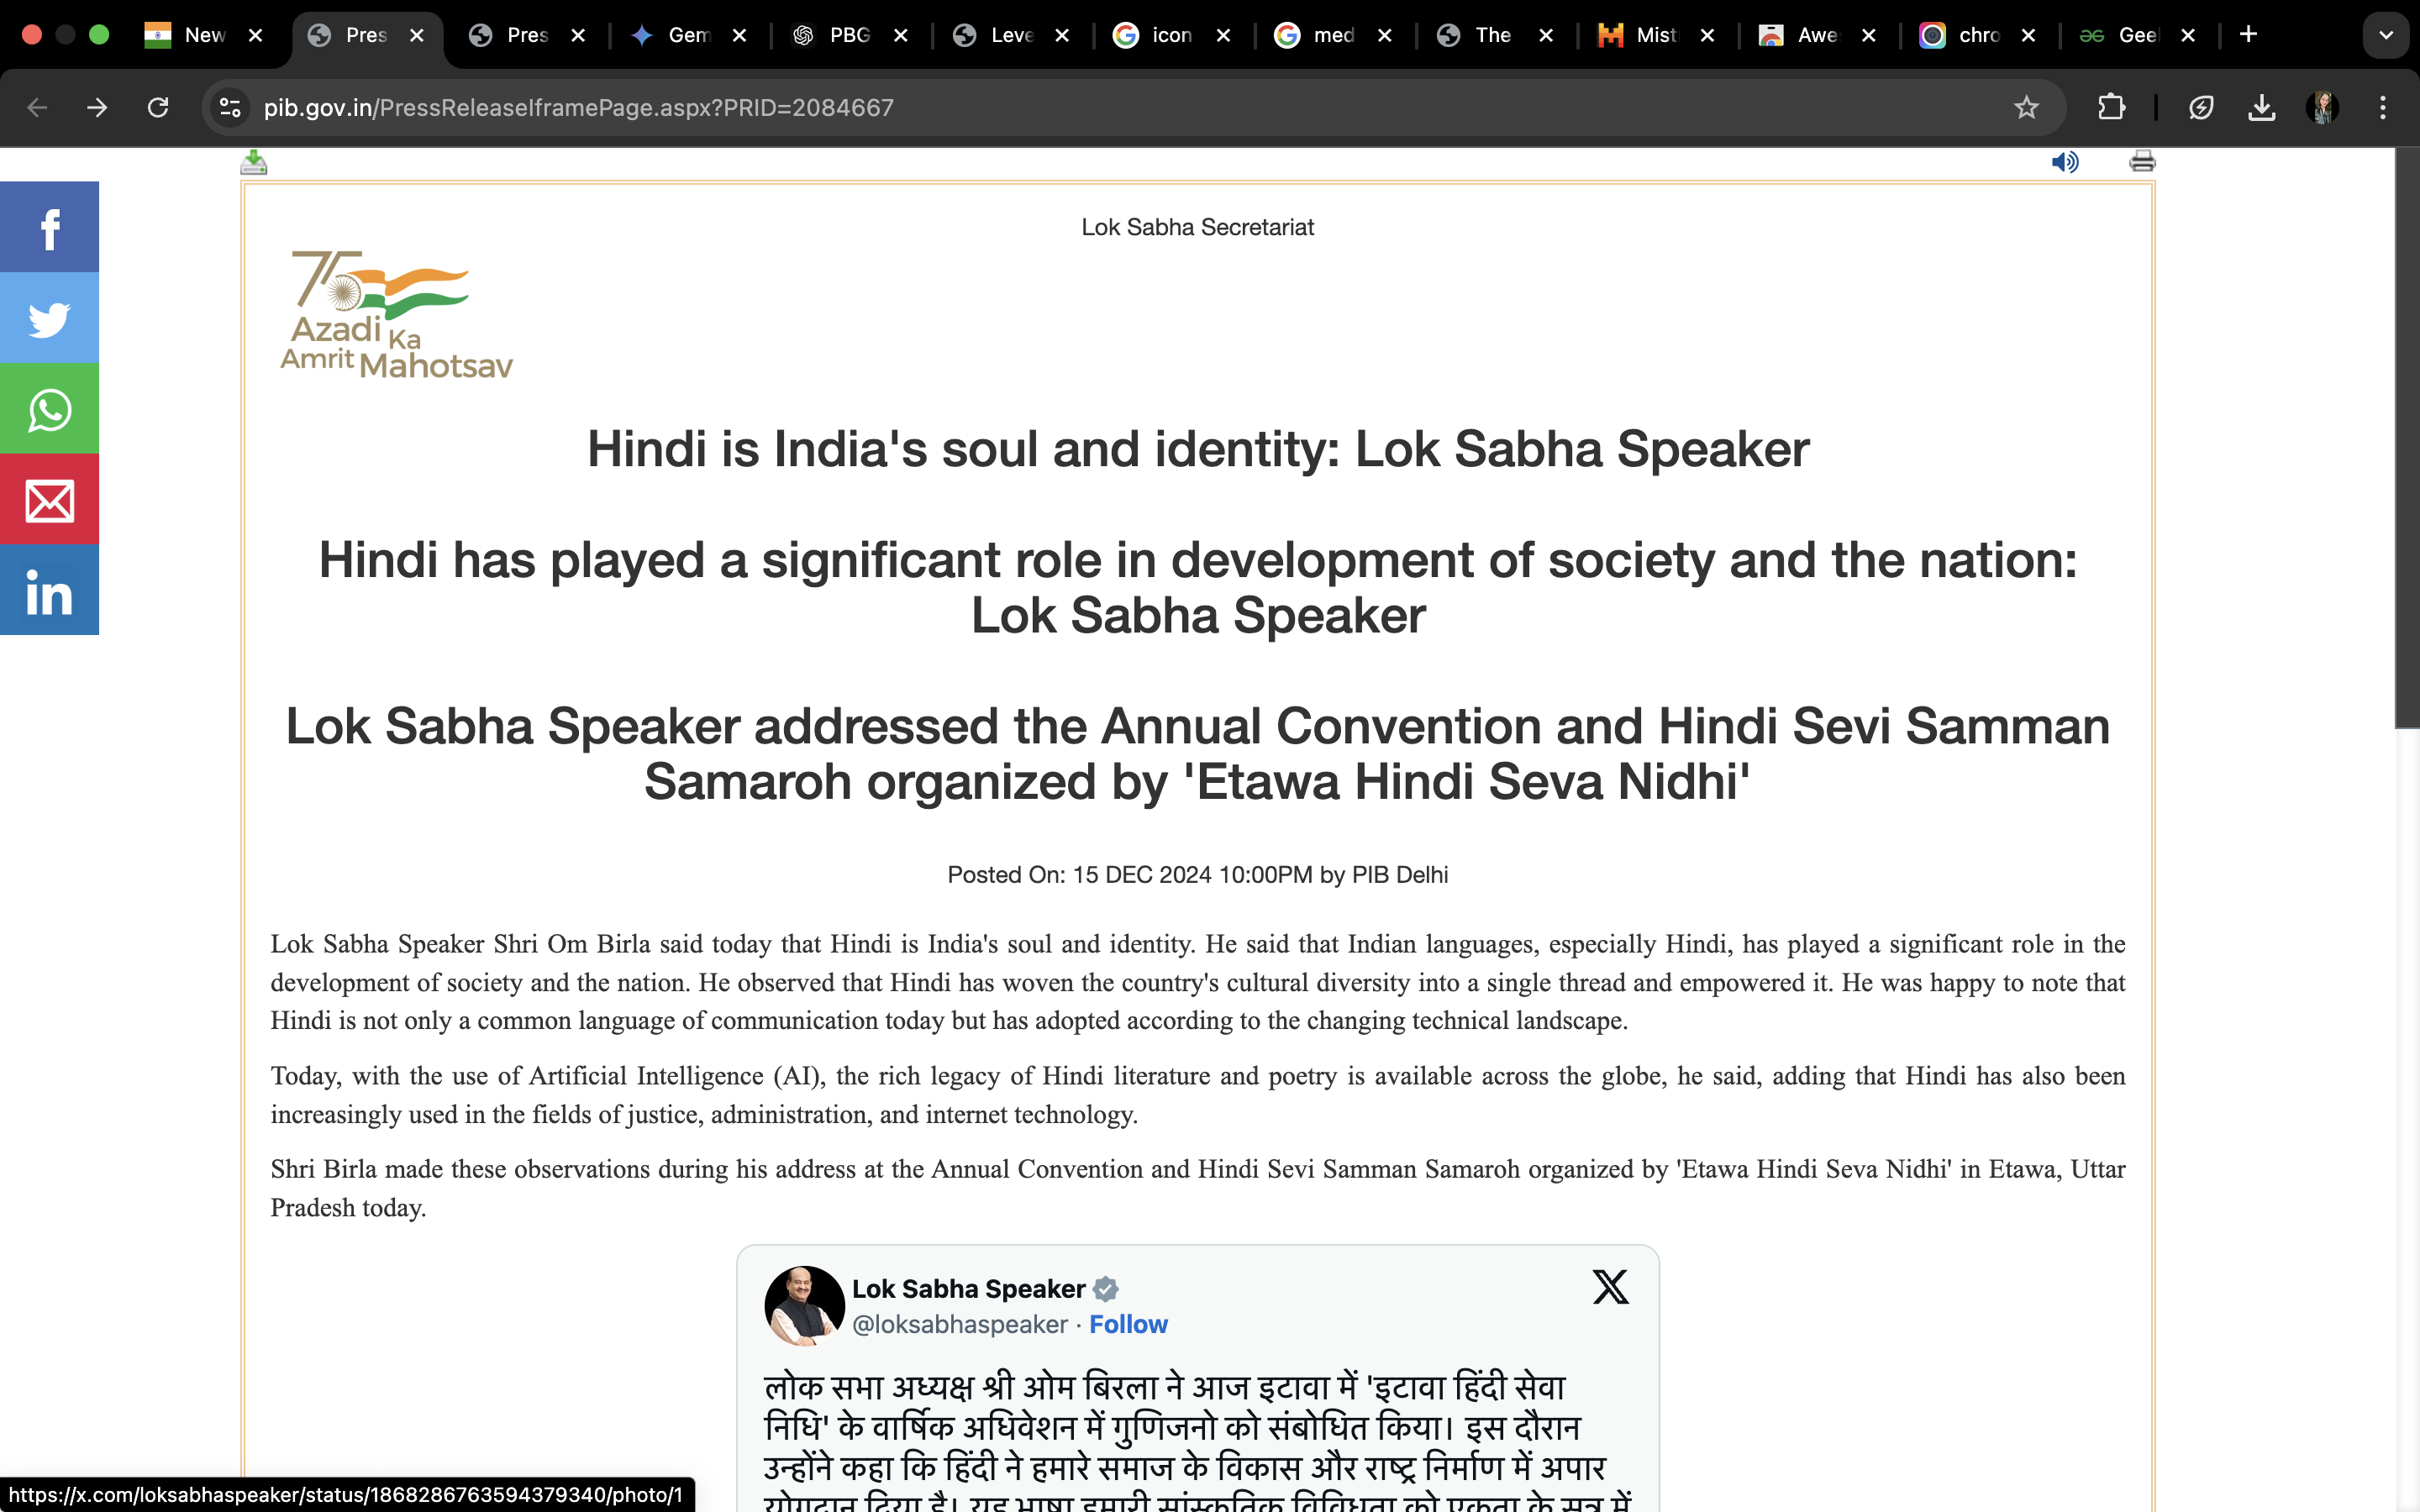 New
Pres
Pres
Gem
PBG
Leve
icon
med
The
Mist
Awe
chro
Gee
pib.gov.in/PressReleaseIframePage.aspx?PRID=2084667
Lok Sabha Secretariat
75
Azadi Ka
Amrit Mahotsav
Hindi is India's soul and identity: Lok Sabha Speaker
Hindi has played a significant role in development of society and the nation:
Lok Sabha Speaker
Lok Sabha Speaker addressed the Annual Convention and Hindi Sevi Samman
Samaroh organized by 'Etawa Hindi Seva Nidhi'
Posted On: 15 DEC 2024 10:00PM by PIB Delhi
Lok Sabha Speaker Shri Om Birla said today that Hindi is India's soul and identity. He said that Indian languages, especially Hindi, has played a significant role in the
development of society and the nation. He observed that Hindi has woven the country's cultural diversity into a single thread and empowered it. He was happy to note that
Hindi is not only a common language of communication today but has adopted according to the changing technical landscape.
Today, with the use of Artificial Intelligence (AI), the rich legacy of Hindi literature and poetry is available across the globe, he said, adding that Hindi has also been
increasingly used in the fields of justice, administration, and internet technology.
Shri Birla made these observations during his address at the Annual Convention and Hindi Sevi Samman Samaroh organized by 'Etawa Hindi Seva Nidhi' in Etawa, Uttar
Pradesh today.
Lok Sabha Speaker
@loksabhaspeaker · Follow
लोक सभा अध्यक्ष श्री ओम बिरला ने आज इटावा में 'इटावा हिंदी सेवा
निधि' के वार्षिक अधिवेशन में गुणिजनो को संबोधित किया। इस दौरान
उन्होंने कहा कि हिंदी ने हमारे समाज के विकास और राष्ट्र निर्माण में अपार
योगदान दिया है। यह भाषा हमारी सांस्कृतिक विविधता को एकता के सूत्र में
https://x.com/loksabhaspeaker/status/1868286763594379340/photo/1